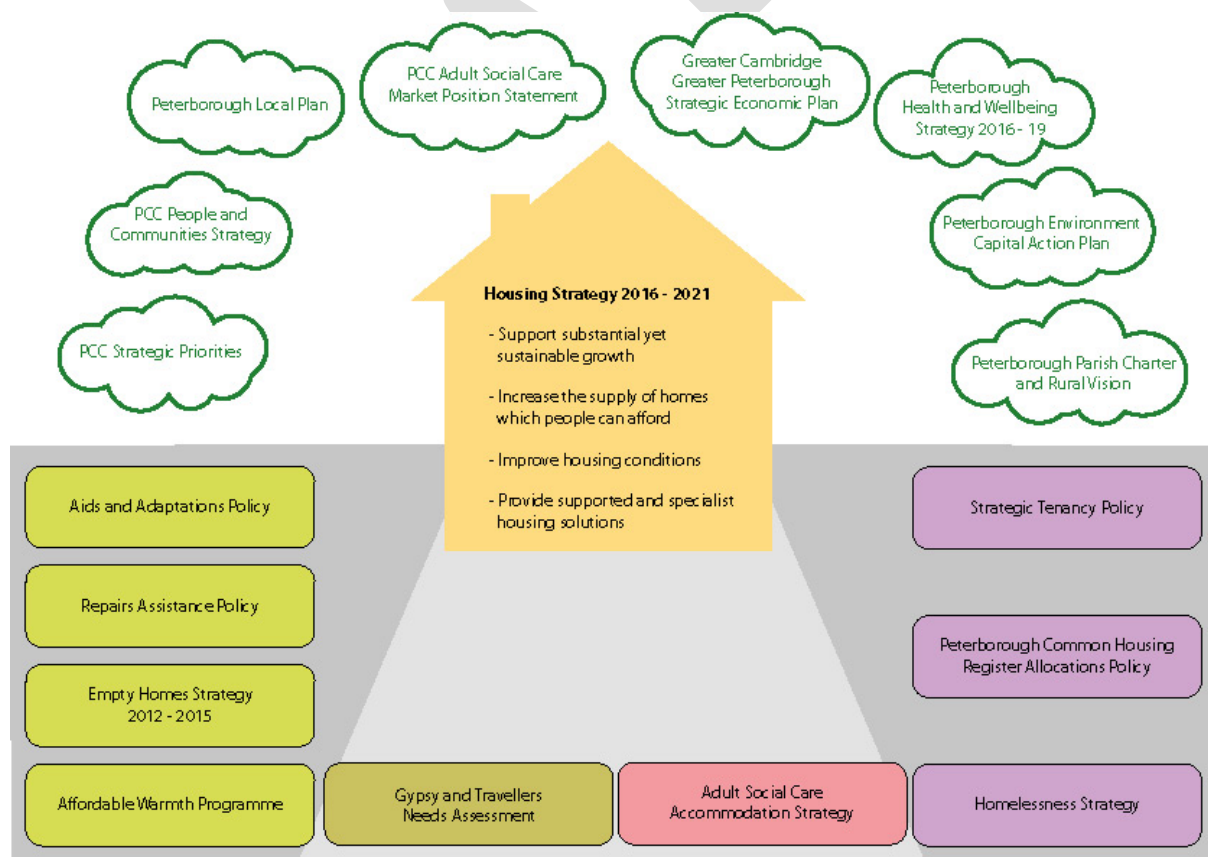 Peterborough Local Plan
PCC Adult Social Care
Market Position Statement
Greater Cambridge
Greater Peterborough
Strategic Economic Plan
Peterborough
Health and Wellbeing
Strategy 2016 - 19
PCC People and
Communities Strategy
Peterborough Environment
Capital Action Plan
PCC Strategic Priorities
Peterborough Parish Charter
and Rural Vision
Housing Strategy 2016 - 2021
- Support substantial yet
sustainable growth
- Increase the supply of homes
which people can afford
- Improve housing conditions
- Provide supported and specialist
housing solutions
Aids and Adaptations Policy
Repairs Assistance Policy
Empty Homes Strategy
2012 - 2015
Affordable Warmth Programme
Gypsy and Travellers
Needs Assessment
Adult Social Care
Accommodation Strategy
Strategic Tenancy Policy
Peterborough Common Housing
Register Allocations Policy
Homelessness Strategy